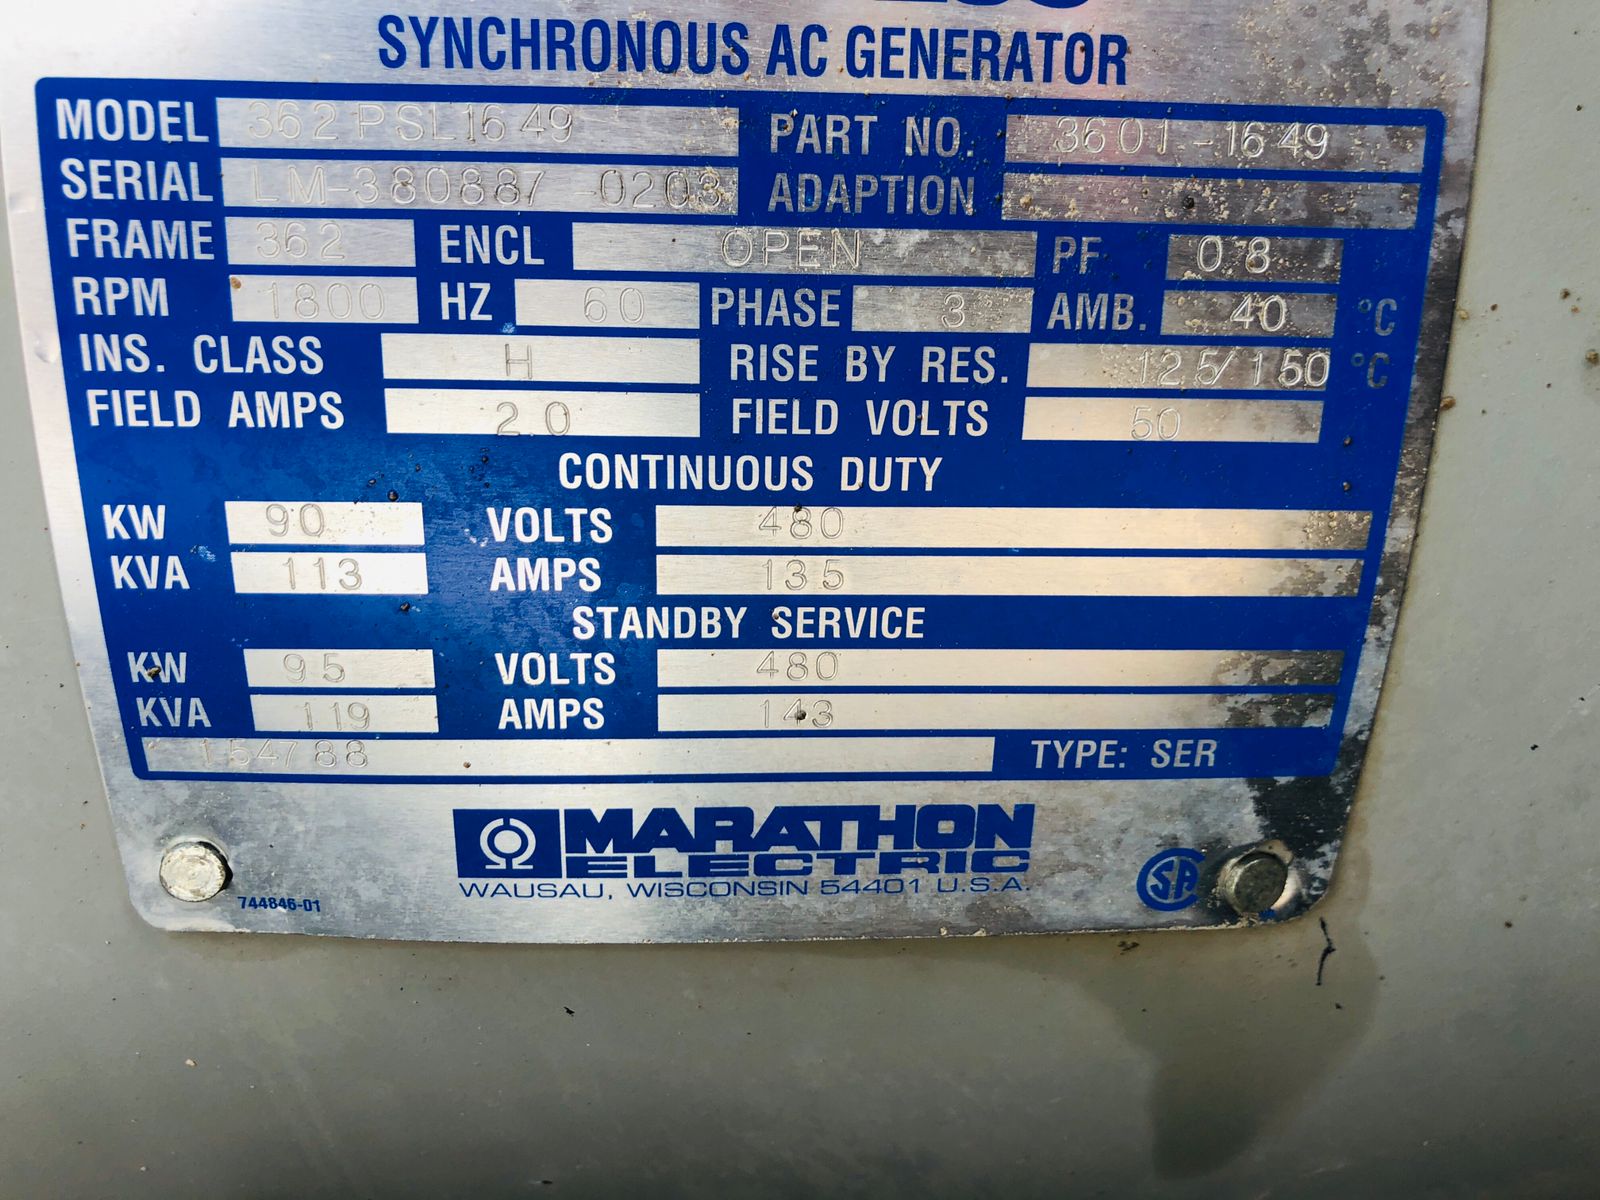 SYNCHRONOUS AC GENERATOR
MODEL 362PSL1649 PART NO. 3601-1649
SERIAL LM-380887-0203 ADAPTION
FRAME 362 ENCL OPEN PF 0.8
RPM 1800 HZ 60 PHASE 3 AMB. 40 °C
INS. CLASS H RISE BY RES. 125/150 °C
FIELD AMPS 2.0 FIELD VOLTS 50
CONTINUOUS DUTY
KW 90 VOLTS 480
KVA 113 AMPS 135
STANDBY SERVICE
KW 95 VOLTS 480
KVA 119 AMPS 143
154788 TYPE: SER
MARATHON
ELECTRIC
WAUSAU, WISCONSIN 54401 U.S.A.
744846-01